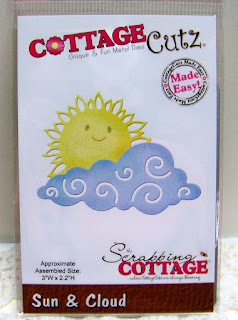 COTTAGE Cutz
Unique & Fun Metal Dies
Made
Easy!
Approximate
Assembled Size:
3"W x 2.2"H
the
Scrapping
COTTAGE
Sun & Cloud